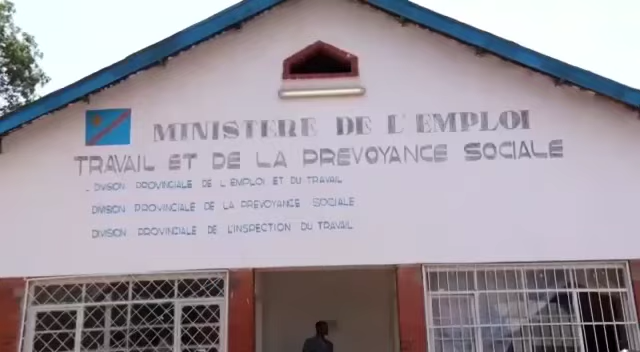 MINISTERE DE L'EMPLOI
TRAVAIL ET DE LA PREVOYANCE SOCIALE
. DIVISION PROVINCIALE DE L'EMPLOI ET DU TRAVAIL
DIVISION PROVINCIALE DE LA PREVOYANCE SOCIALE
DIVISION PROVINCIALE DE L'INSPECTION DU TRAVAIL